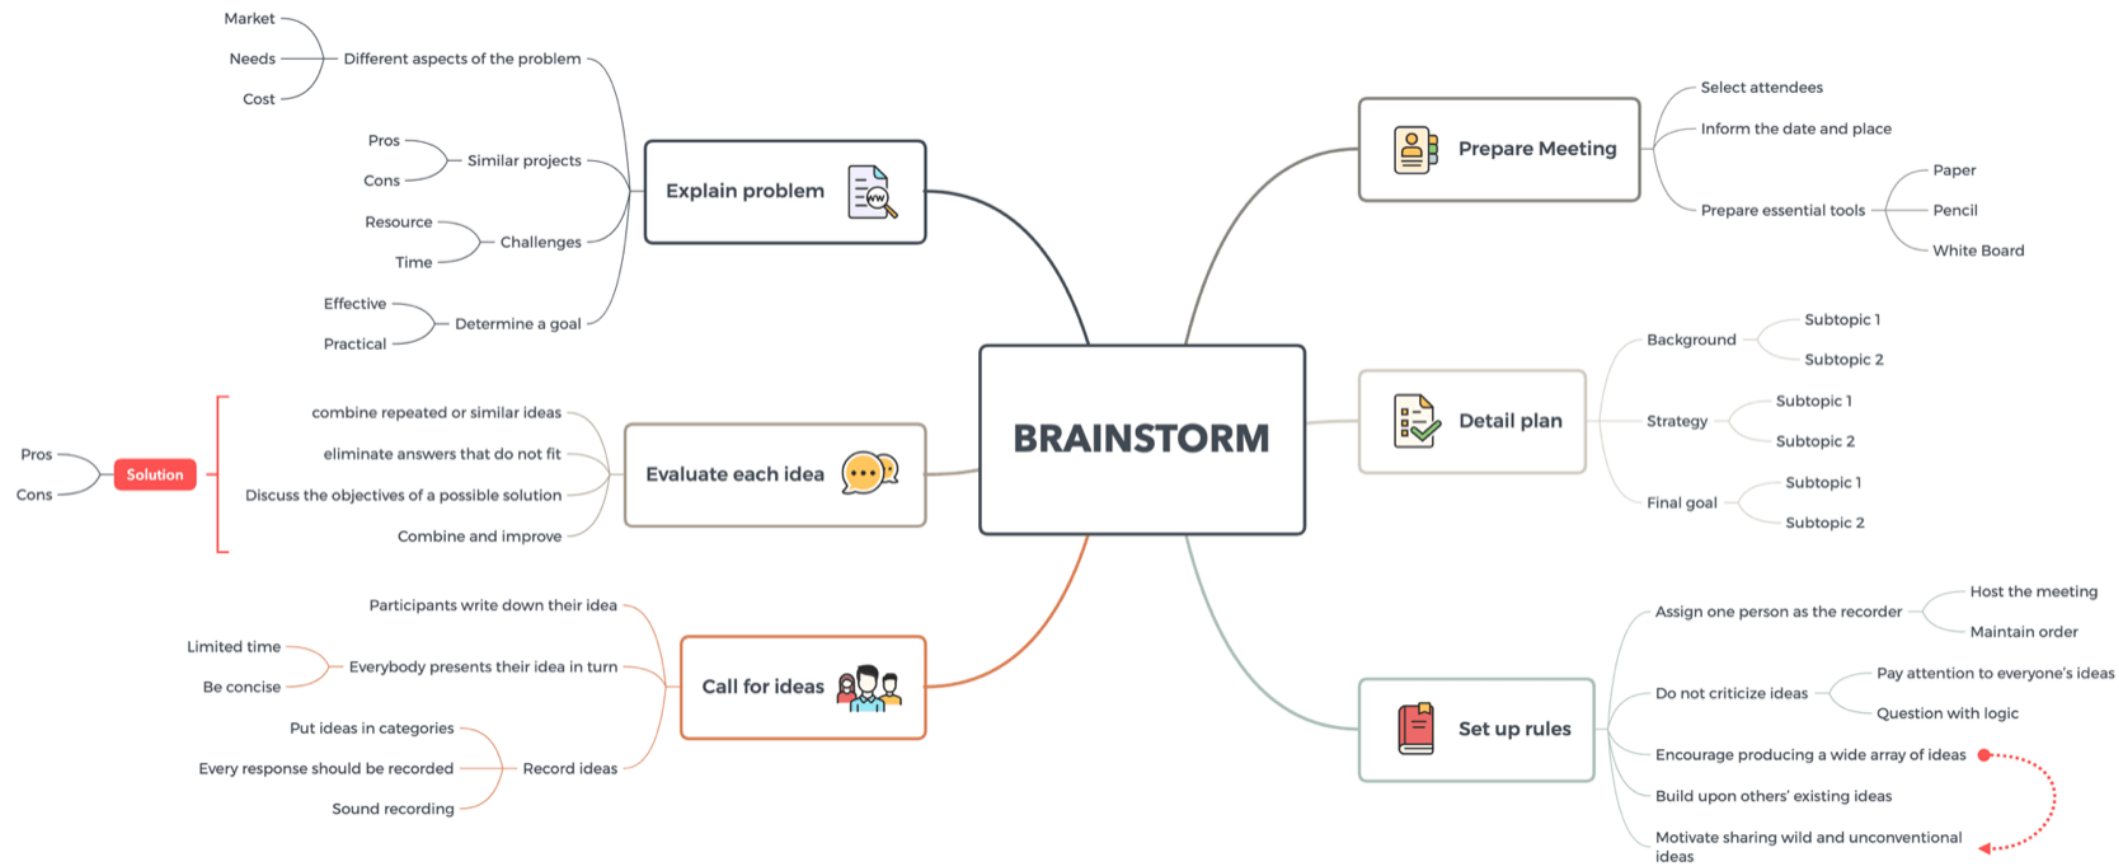 BRAINSTORM
Prepare Meeting
Select attendees
Inform the date and place
Prepare essential tools
Paper
Pencil
White Board
Detail plan
Background
Subtopic 1
Subtopic 2
Strategy
Subtopic 1
Subtopic 2
Final goal
Subtopic 1
Subtopic 2
Set up rules
Assign one person as the recorder
Host the meeting
Maintain order
Do not criticize ideas
Pay attention to everyone's ideas
Question with logic
Encourage producing a wide array of ideas
Build upon others' existing ideas
Motivate sharing wild and unconventional
ideas
Explain problem
WW
Different aspects of the problem
Market
Needs
Cost
Similar projects
Pros
Cons
Challenges
Resource
Time
Determine a goal
Effective
Practical
Evaluate each idea
combine repeated or similar ideas
eliminate answers that do not fit
Discuss the objectives of a possible solution
Combine and improve
Solution
Pros
Cons
Call for ideas
Participants write down their idea
Everybody presents their idea in turn
Limited time
Be concise
Record ideas
Put ideas in categories
Every response should be recorded
Sound recording